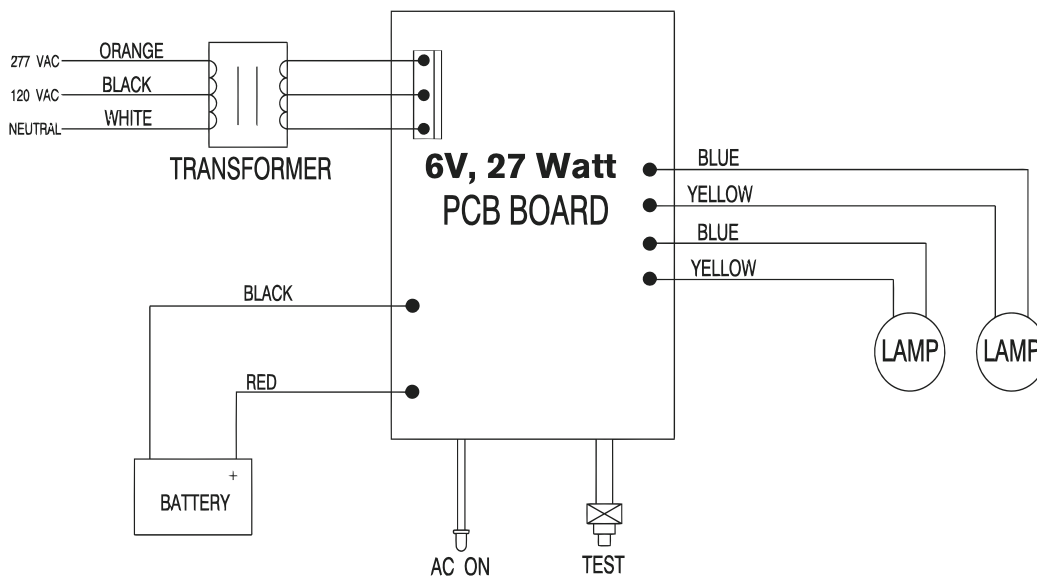 277 VAC ORANGE
120 VAC BLACK
NEUTRAL WHITE
TRANSFORMER
6V, 27 Watt
PCB BOARD
BLUE
YELLOW
BLUE
YELLOW
LAMP
LAMP
BLACK
RED
+
BATTERY
AC ON
TEST